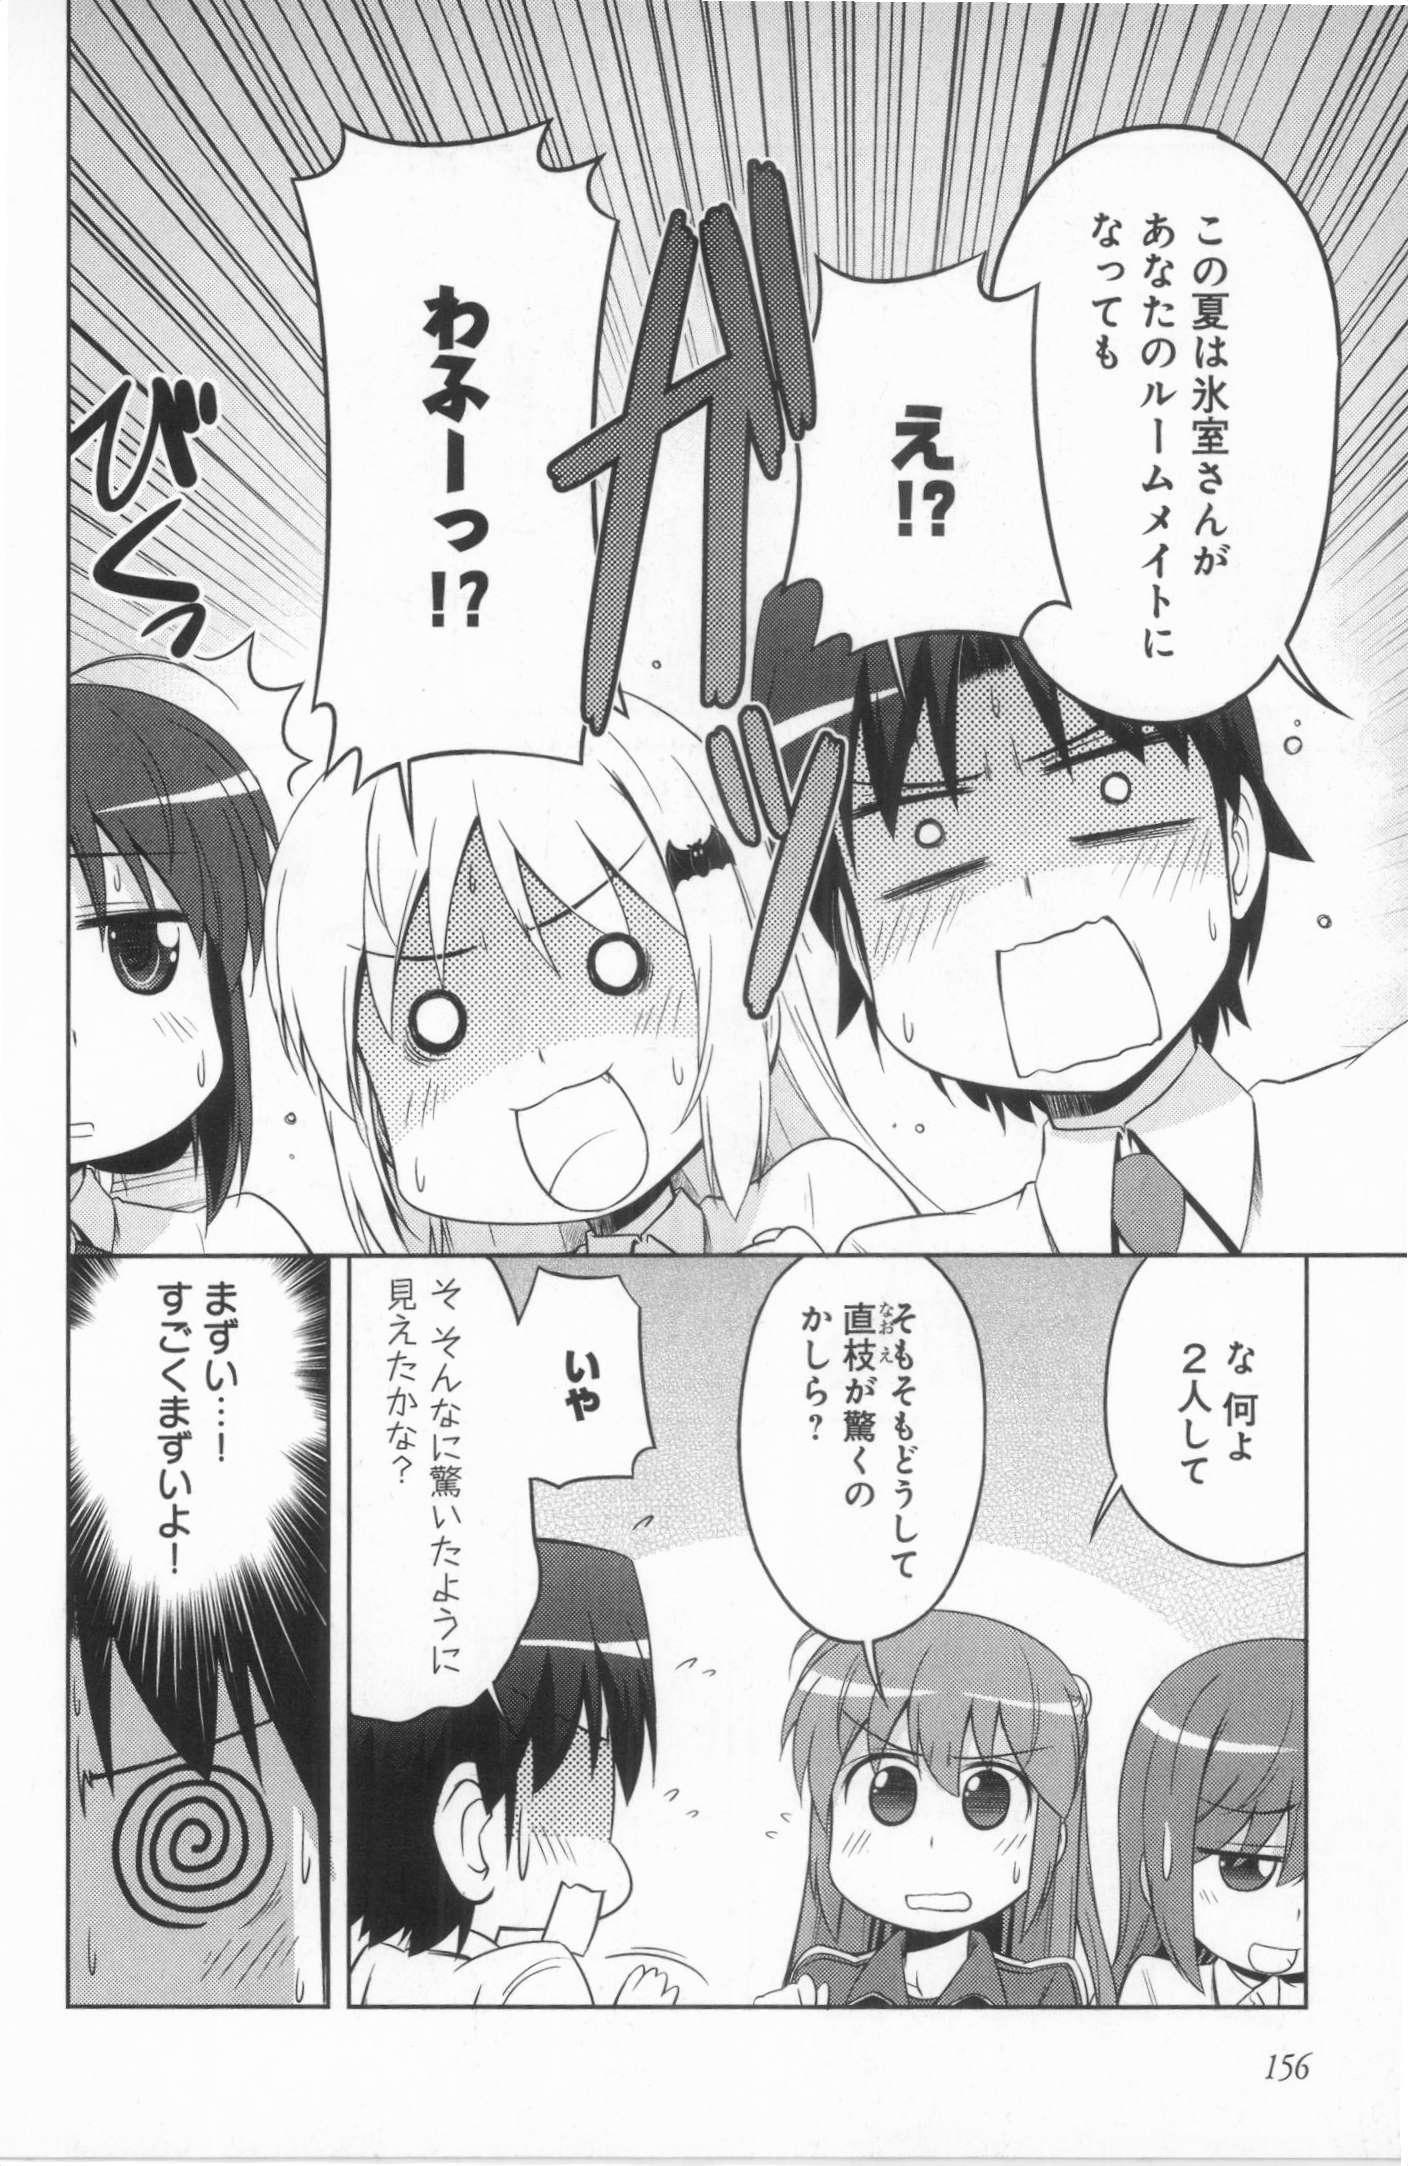 この夏は氷室さんが
あなたのルームメイトに
なっても
え!?
ガガッ
わふーっ!?
びくっ
な 何よ
2人して
そもそもどうして
直枝が驚くの
なおえ
かしら?
いや
そ そんなに驚いたように
見えたかな?
まずい…!
すごくまずいよ!
156